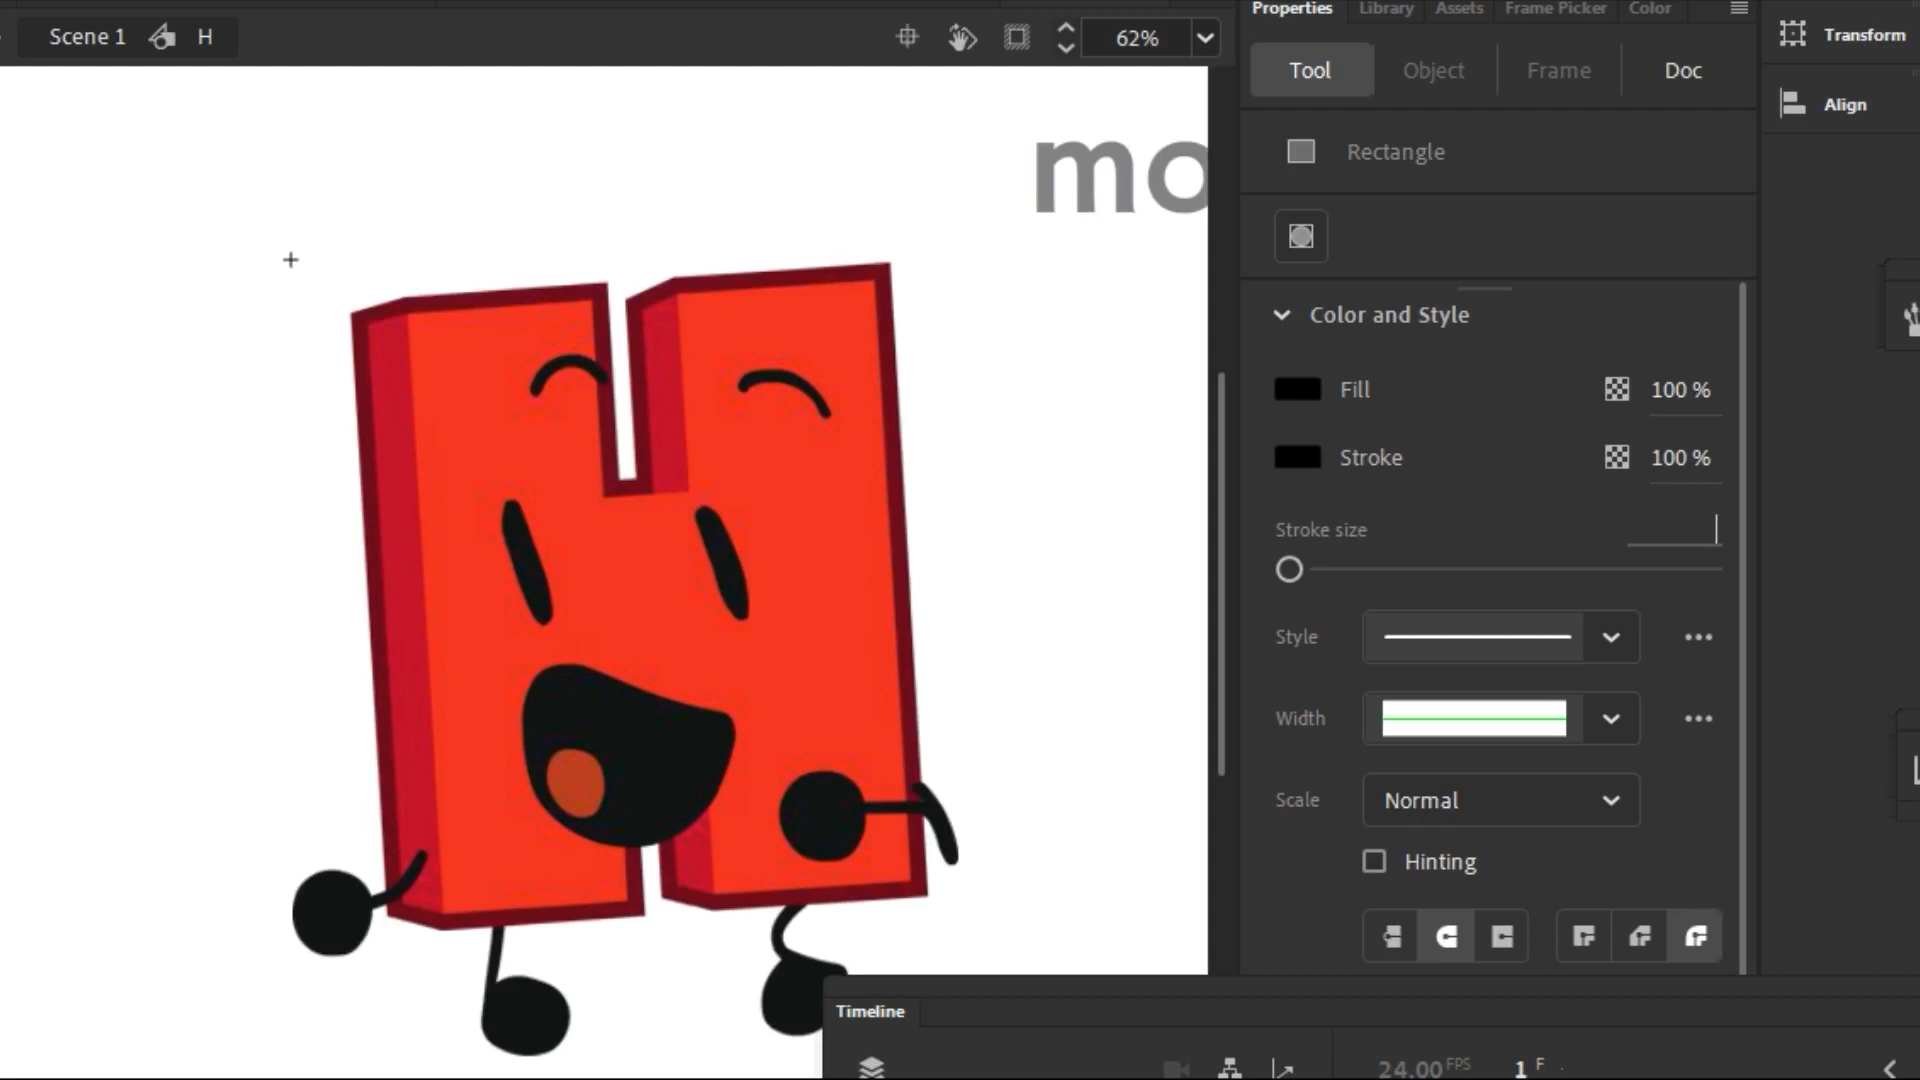 Scene 1 H
62%
Properties Library Assets Frame Picker Color
Tool Object Frame Doc
Transform
Align
mo
Rectangle
Color and Style
Fill 100 %
Stroke 100 %
Stroke size
Style
Width
Scale Normal
Hinting
Timeline
24.00 FPS 1 F